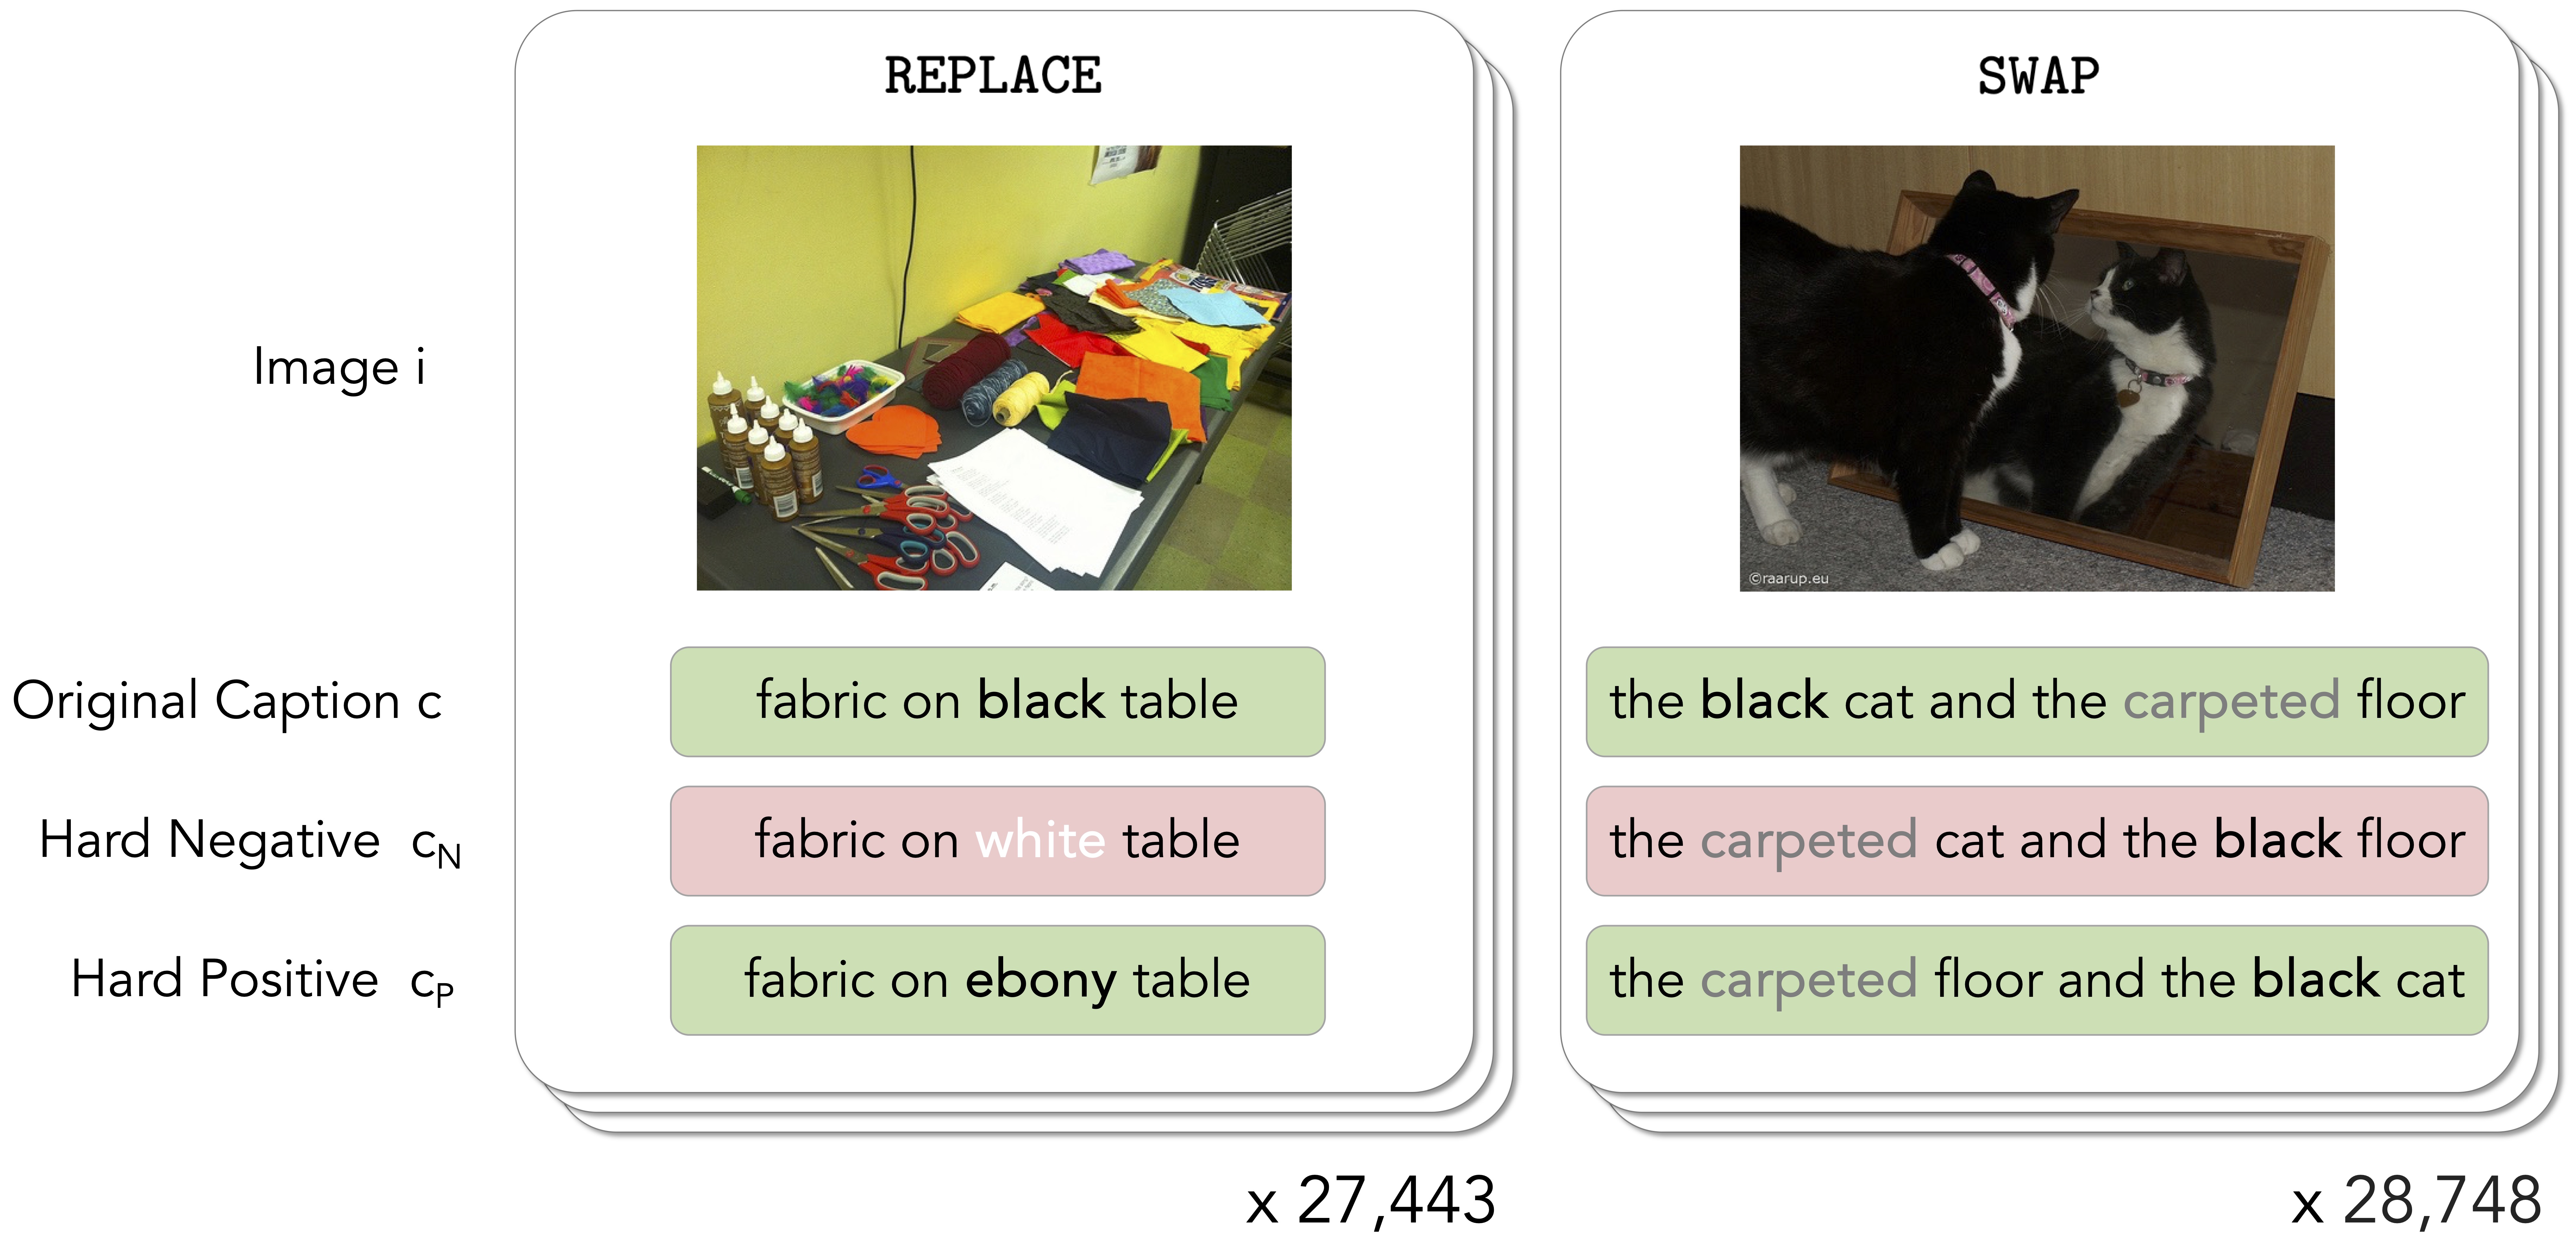 REPLACE
SWAP
Image i
©raarup.eu
Original Caption c
fabric on black table
the black cat and the carpeted floor
Hard Negative cN
fabric on white table
the carpeted cat and the black floor
Hard Positive cP
fabric on ebony table
the carpeted floor and the black cat
x 27,443
x 28,748